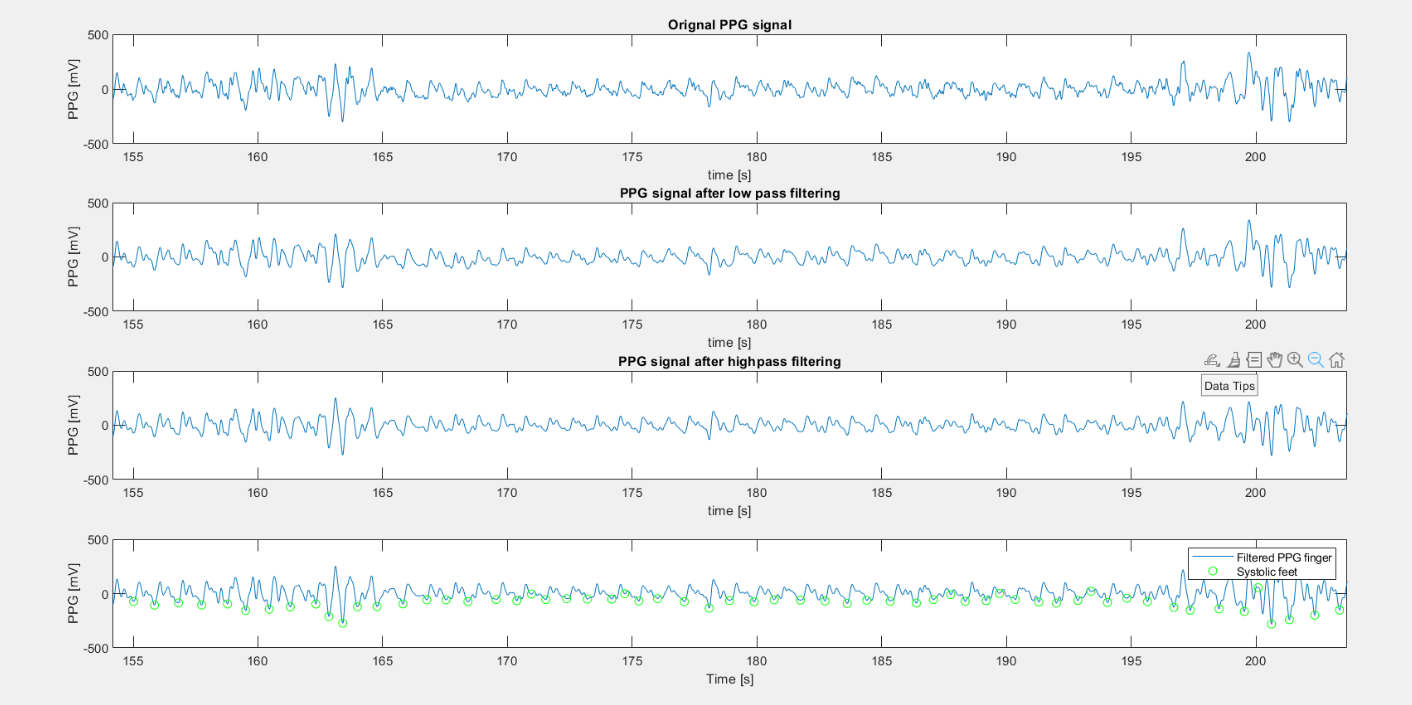 Orignal PPG signal
500
0
-500
PPG [mV]
155 160 165 170 175 180 185 190 195 200
time [s]
PPG signal after low pass filtering
500
0
-500
PPG [mV]
155 160 165 170 175 180 185 190 195 200
time [s]
PPG signal after highpass filtering
Data Tips
500
0
-500
PPG [mV]
155 160 165 170 175 180 185 190 195 200
time [s]
Filtered PPG finger
Systolic feet
500
0
-500
PPG [mV]
155 160 165 170 175 180 185 190 195 200
Time [s]